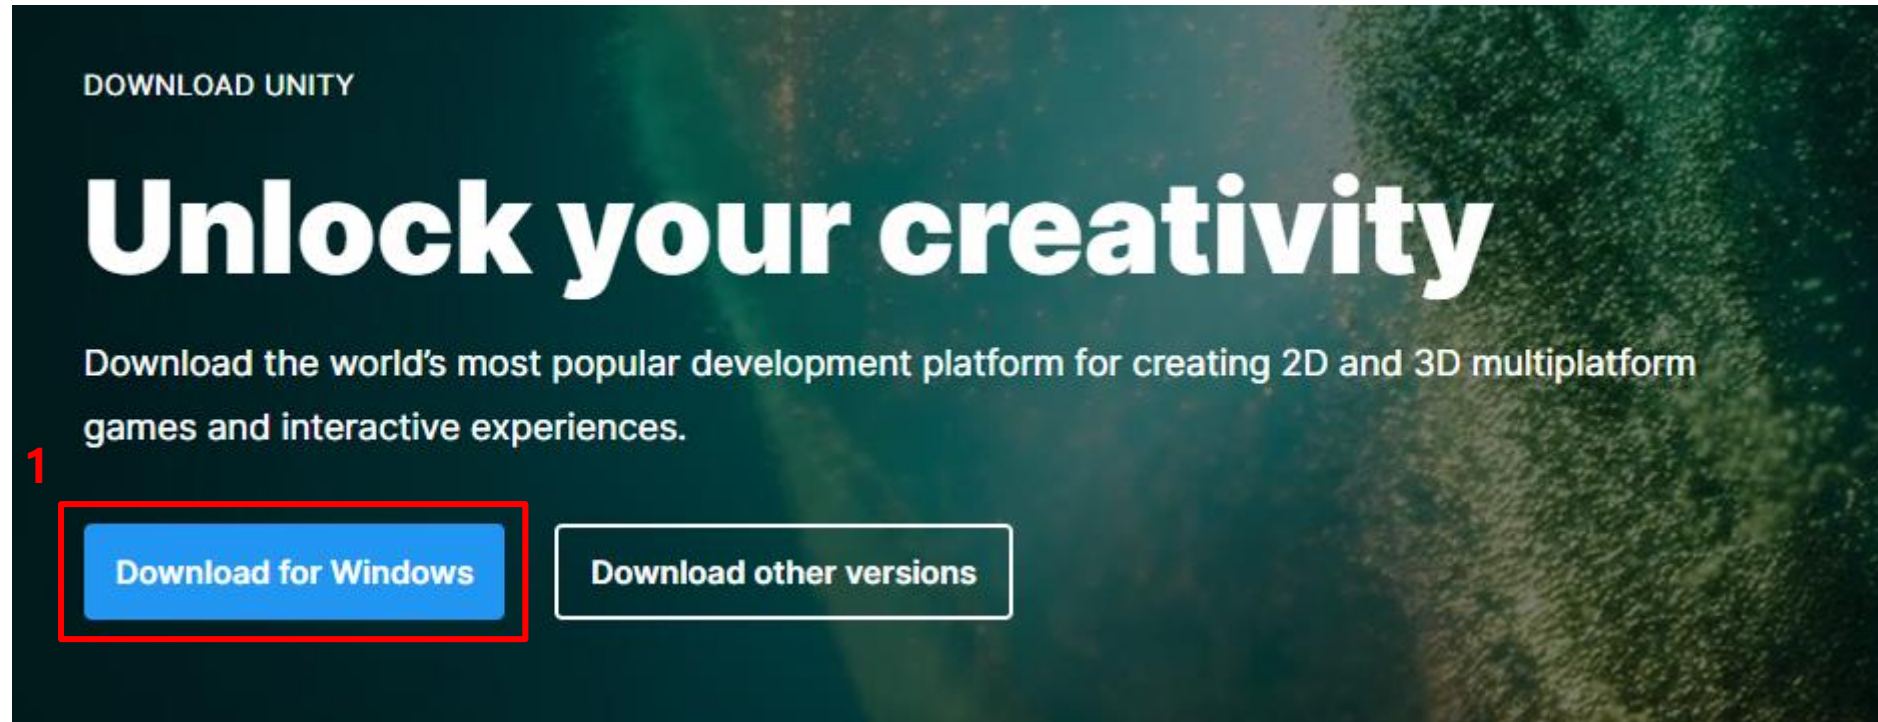 DOWNLOAD UNITY
Unlock your creativity
Download the world's most popular development platform for creating 2D and 3D multiplatform
games and interactive experiences.
1
Download for Windows
Download other versions